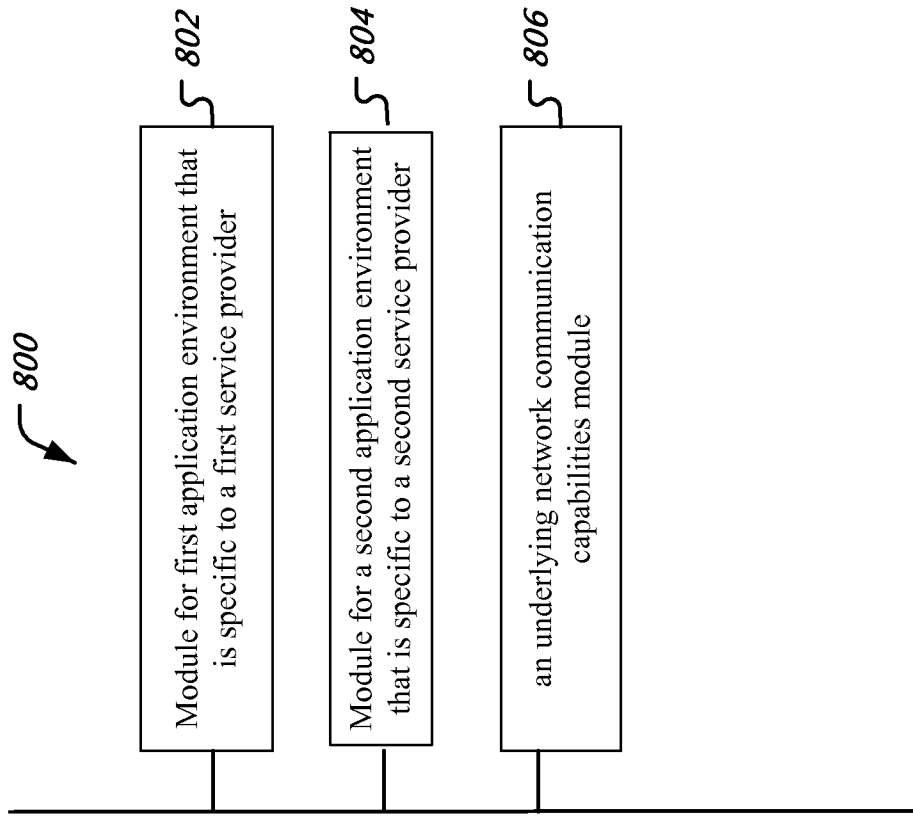 800
Module for first application environment that
is specific to a first service provider
802
Module for a second application environment
that is specific to a second service provider
804
an underlying network communication
capabilities module
806